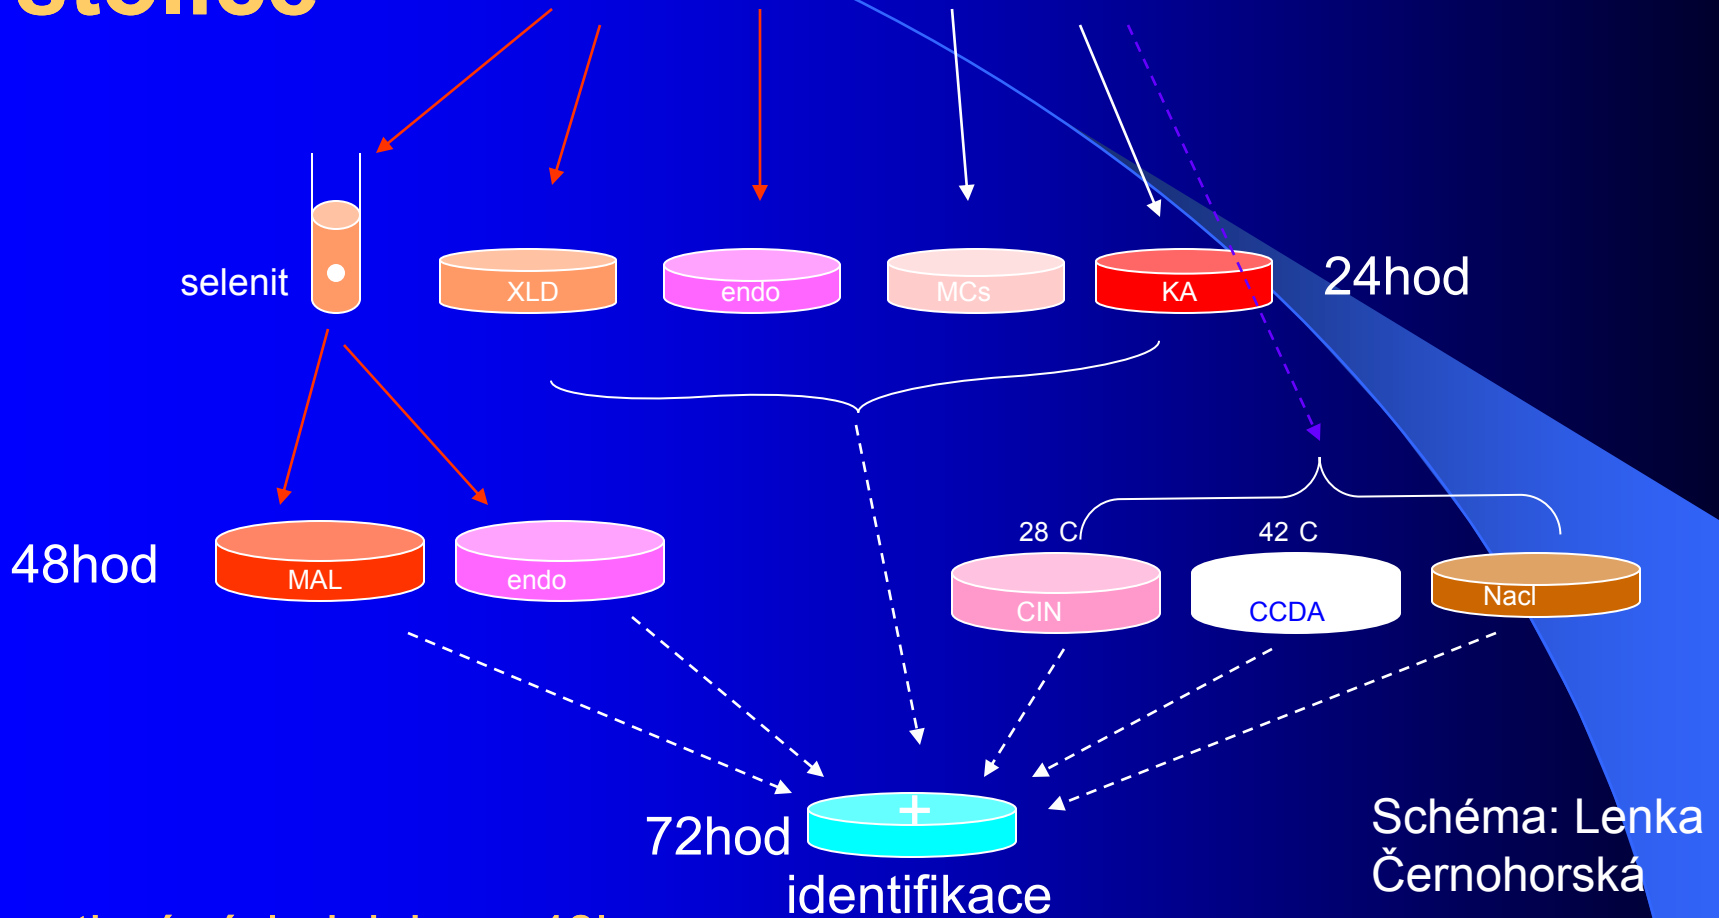 selenit
XLD
endo
MCs
KA
24hod
28 C
42 C
48hod
MAL
endo
CIN
CCDA
Nacl
+
72hod
identifikace
Schéma: Lenka
Černohorská